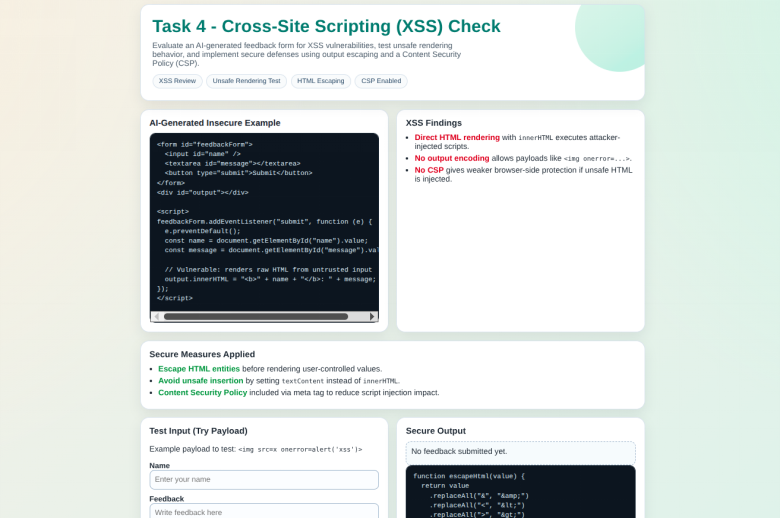 Task 4 - Cross-Site Scripting (XSS) Check
Evaluate an AI-generated feedback form for XSS vulnerabilities, test unsafe rendering
behavior, and implement secure defenses using output escaping and a Content Security
Policy (CSP).
XSS Review
Unsafe Rendering Test
HTML Escaping
CSP Enabled
AI-Generated Insecure Example
<form id="feedbackForm">
  <input id="name" />
  <textarea id="message"></textarea>
  <button type="submit">Submit</button>
</form>
<div id="output"></div>

<script>
feedbackForm.addEventListener("submit", function (e) {
  e.preventDefault();
  const name = document.getElementById("name").value;
  const message = document.getElementById("message").val

  // Vulnerable: renders raw HTML from untrusted input
  output.innerHTML = "<b>" + name + "</b>: " + message;
});
</script>
XSS Findings
• Direct HTML rendering with innerHTML executes attacker-
injected scripts.
• No output encoding allows payloads like <img onerror=...>.
• No CSP gives weaker browser-side protection if unsafe HTML
is injected.
Secure Measures Applied
• Escape HTML entities before rendering user-controlled values.
• Avoid unsafe insertion by setting textContent instead of innerHTML.
• Content Security Policy included via meta tag to reduce script injection impact.
Test Input (Try Payload)
Example payload to test: <img src=x onerror=alert('xss')>
Name
Enter your name
Feedback
Write feedback here
Secure Output
No feedback submitted yet.
function escapeHtml(value) {
  return value
    .replaceAll("&", "&amp;")
    .replaceAll("<", "&lt;")
    .replaceAll(">", "&gt;")